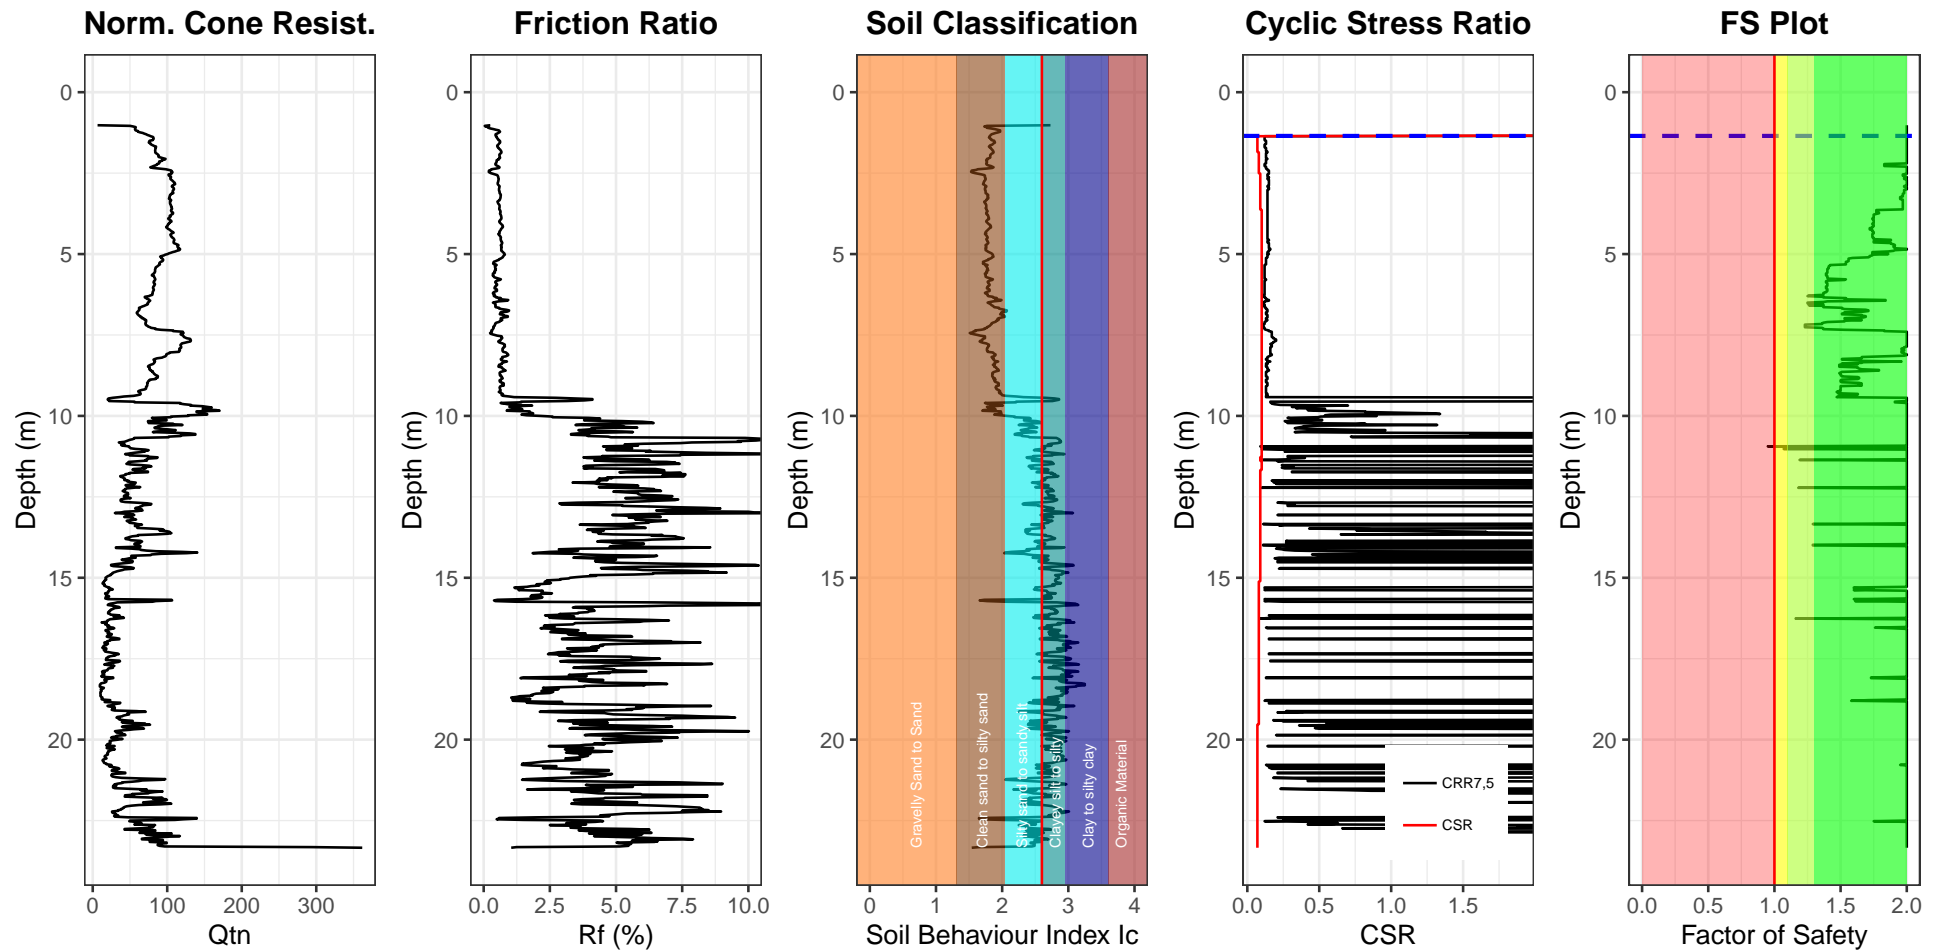 Norm. Cone Resist.
Friction Ratio
Soil Classification
Cyclic Stress Ratio
FS Plot
Depth (m)
0
5
10
15
20
0
100
200
300
Qtn
Depth (m)
0
5
10
15
20
0.0
2.5
5.0
7.5
10.0
Rf (%)
Depth (m)
0
5
10
15
20
Gravelly Sand to Sand
Clean sand to silty sand
Silty sand to sandy silt
Clayey silt to silty
Clay to silty clay
Organic Material
0
1
2
3
4
Soil Behaviour Index Ic
Depth (m)
0
5
10
15
20
CRR7,5
CSR
0.0
0.5
1.0
1.5
CSR
Depth (m)
0
5
10
15
20
0.0
0.5
1.0
1.5
2.0
Factor of Safety